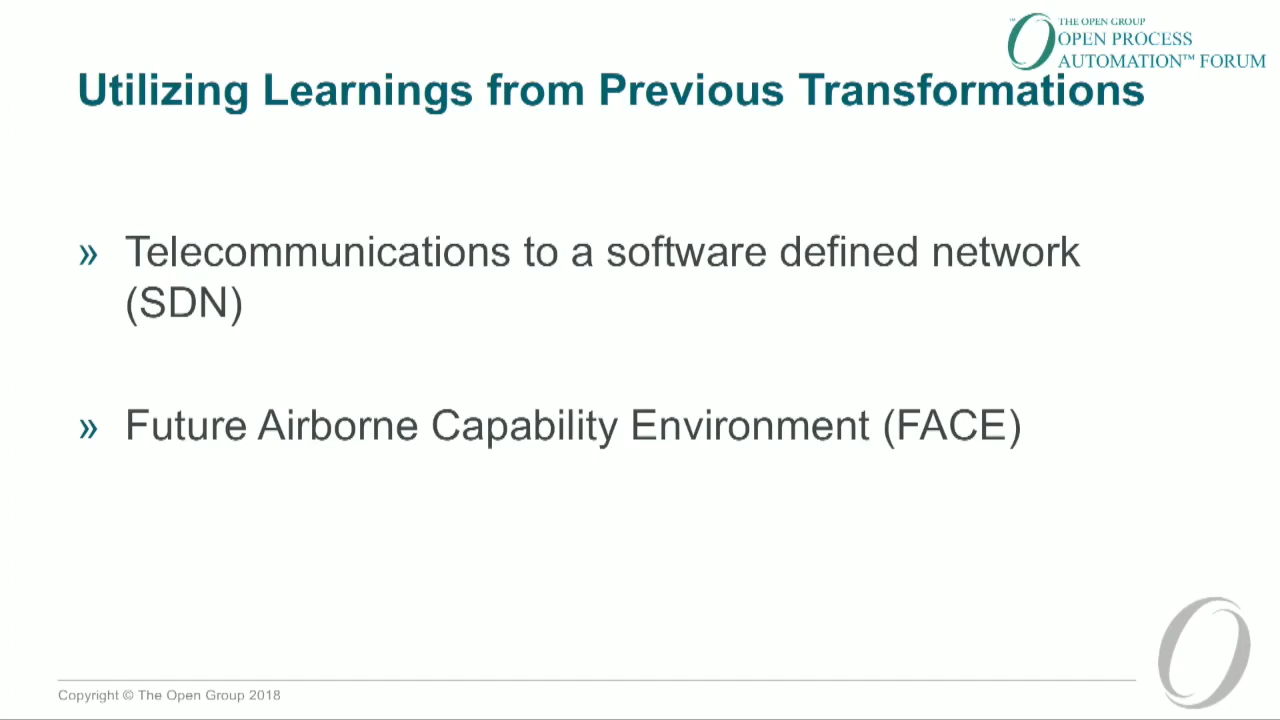 THE OPEN GROUP
OPEN PROCESS
AUTOMATION™ FORUM
Utilizing Learnings from Previous Transformations
» Telecommunications to a software defined network
(SDN)
» Future Airborne Capability Environment (FACE)
Copyright © The Open Group 2018